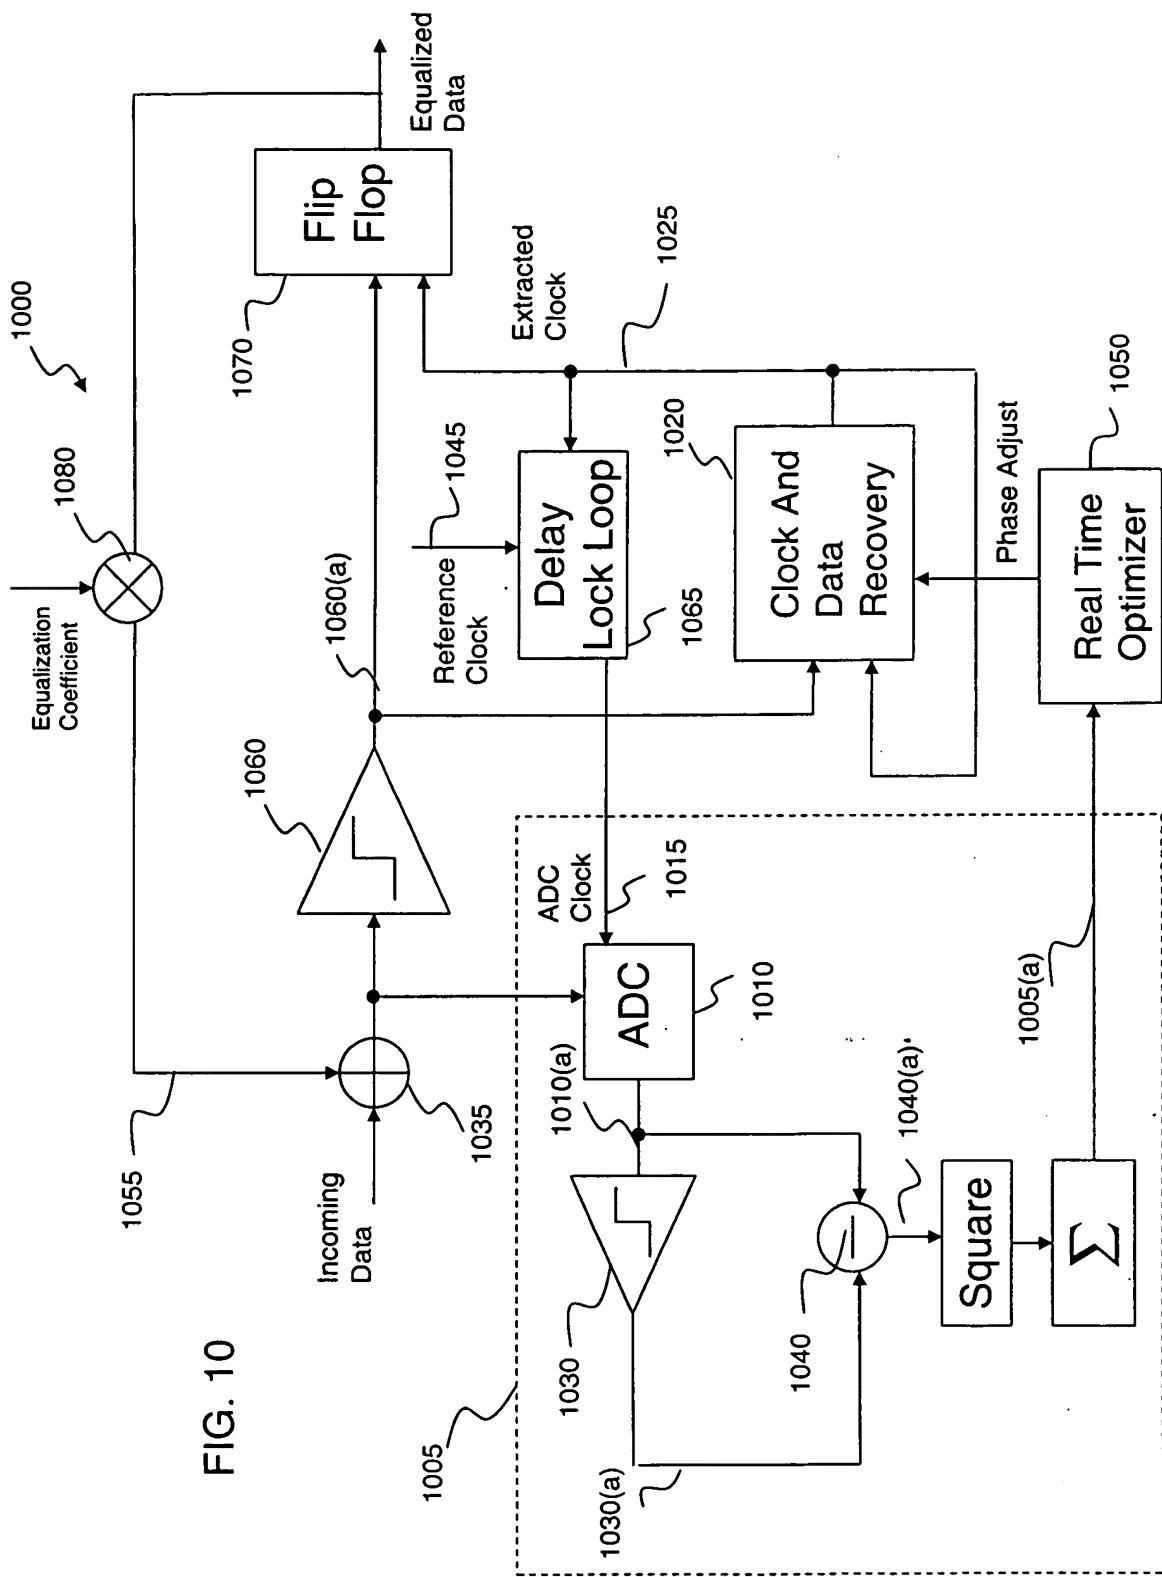 FIG. 10
1000
Equalization
Coefficient
1080
1055
Incoming
Data
1035
1060
1060(a)
1070
Flip
Flop
Equalized
Data
Reference
Clock
1045
Extracted
Clock
1025
Delay
Lock Loop
1065
ADC
Clock
1015
1020
Clock And
Data
Recovery
Phase Adjust
1050
Real Time
Optimizer
1005
ADC
1010
1010(a)
1030
1030(a)
1040
1040(a)
Square
Σ
1005(a)